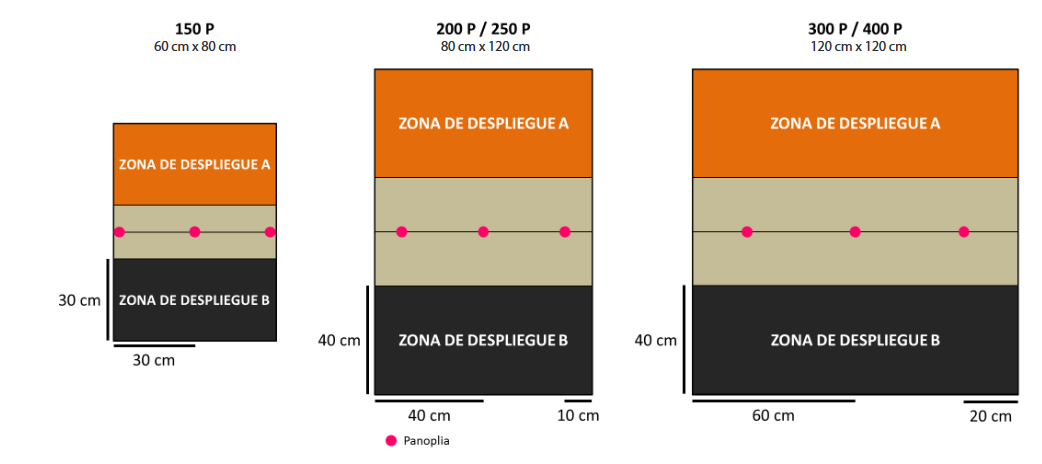 150 P
60 cm x 80 cm
ZONA DE DESPLIEGUE A
30 cm
ZONA DE DESPLIEGUE B
30 cm
200 P / 250 P
80 cm x 120 cm
ZONA DE DESPLIEGUE A
40 cm
ZONA DE DESPLIEGUE B
40 cm
10 cm
Panoplia
300 P / 400 P
120 cm x 120 cm
ZONA DE DESPLIEGUE A
40 cm
ZONA DE DESPLIEGUE B
60 cm
20 cm